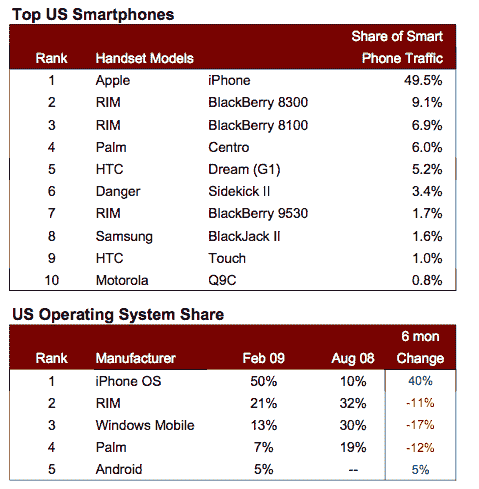 Top US Smartphones
Share of Smart
Rank Handset Models Phone Traffic
1 Apple iPhone 49.5%
2 RIM BlackBerry 8300 9.1%
3 RIM BlackBerry 8100 6.9%
4 Palm Centro 6.0%
5 HTC Dream (G1) 5.2%
6 Danger Sidekick II 3.4%
7 RIM BlackBerry 9530 1.7%
8 Samsung BlackJack II 1.6%
9 HTC Touch 1.0%
10 Motorola Q9C 0.8%
US Operating System Share
6 mon
Rank Manufacturer Feb 09 Aug 08 Change
1 iPhone OS 50% 10% 40%
2 RIM 21% 32% -11%
3 Windows Mobile 13% 30% -17%
4 Palm 7% 19% -12%
5 Android 5% -- 5%